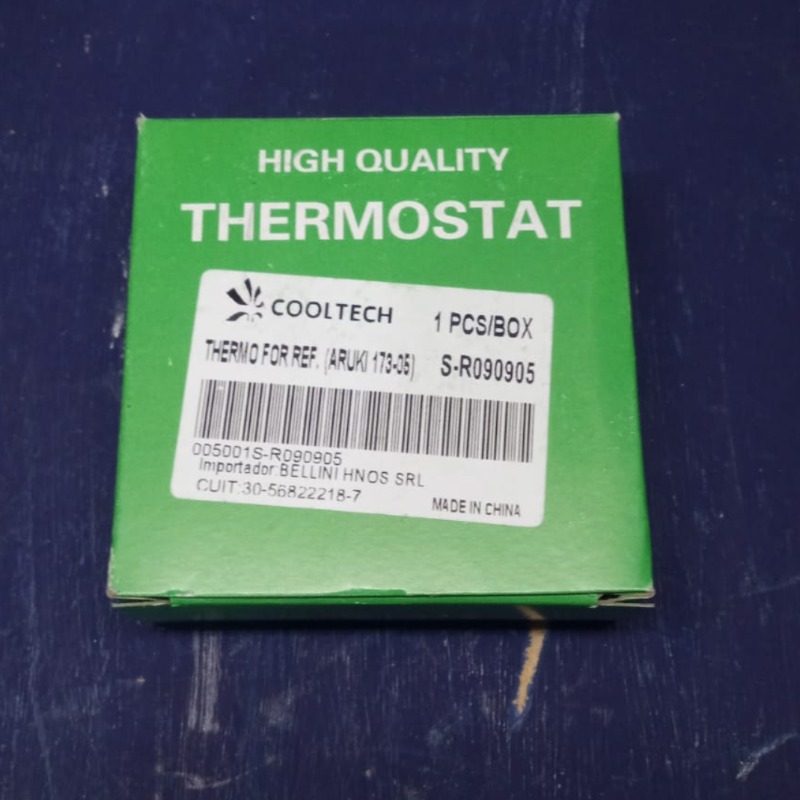 HIGH QUALITY
THERMOSTAT
COOLTECH 1 PCS/BOX
THERMO FOR REF. (ARUKI 173-05) S-R090905
005001S-R090905
Importador:BELLINI HNOS SRL
CUIT:30-56822218-7
MADE IN CHINA